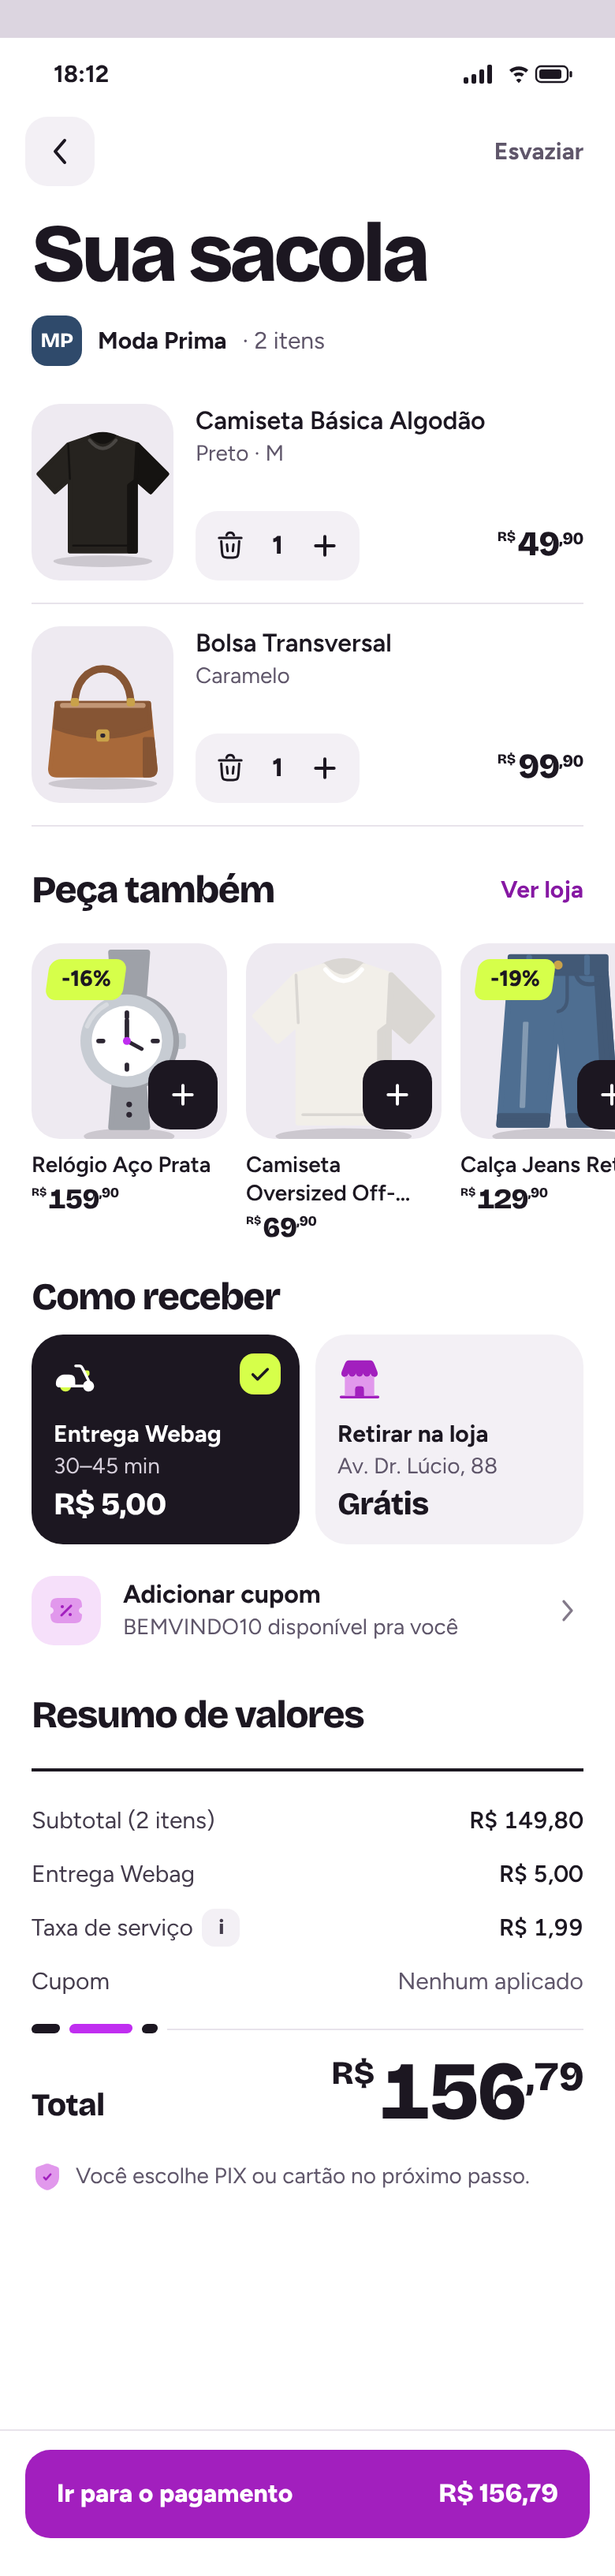 18:12
Esvaziar
Sua sacola
MP Moda Prima · 2 itens
Camiseta Básica Algodão
Preto · M
1
R$ 49,90
Bolsa Transversal
Caramelo
1
R$ 99,90
Peça também
Ver loja
-16%
-19%
Relógio Aço Prata
R$ 159,90
Camiseta
Oversized Off-...
R$ 69,90
Calça Jeans Ret
R$ 129,90
Como receber
Entrega Webag
30–45 min
R$ 5,00
Retirar na loja
Av. Dr. Lúcio, 88
Grátis
Adicionar cupom
BEMVINDO10 disponível pra você
Resumo de valores
Subtotal (2 itens) R$ 149,80
Entrega Webag R$ 5,00
Taxa de serviço i R$ 1,99
Cupom Nenhum aplicado
Total R$ 156,79
Você escolhe PIX ou cartão no próximo passo.
Ir para o pagamento R$ 156,79